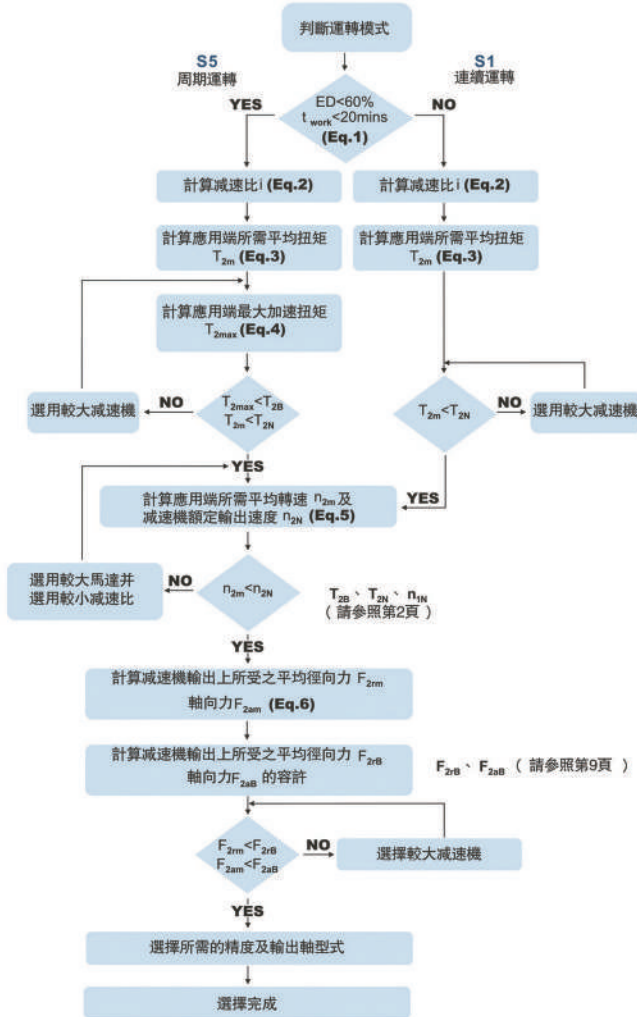 判斷運轉模式
S5
周期運轉
S1
連續運轉
YES
ED<60%
t work<20mins
(Eq.1)
NO
計算减速比i (Eq.2)
計算减速比i (Eq.2)
計算應用端所需平均扭矩
T2m (Eq.3)
計算應用端所需平均扭矩
T2m (Eq.3)
計算應用端最大加速扭矩
T2max (Eq.4)
選用較大减速機
NO
T2max<T2B
T2m<T2N
T2m<T2N
NO
選用較大减速機
YES
YES
計算應用端所需平均轉速 n2m 及
减速機額定輸出速度 n2N (Eq.5)
選用較大馬達并
選用較小减速比
NO
n2m<n2N
T2B、T2N、n1N
（ 請參照第2頁 ）
YES
計算减速機輸出上所受之平均徑向力 F2rm
軸向力F2am (Eq.6)
計算减速機輸出上所受之平均徑向力 F2rB
軸向力F2aB 的容許
F2rB、F2aB （ 請參照第9頁 ）
F2rm<F2rB
F2am<F2aB
NO
選擇較大减速機
YES
選擇所需的精度及輸出軸型式
選擇完成